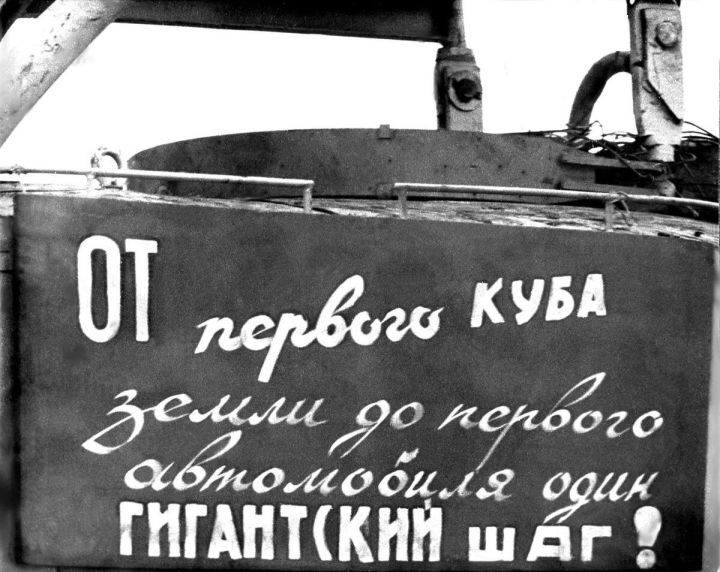 ОТ первого КУБА
земли до первого
автомобиля один
ГИГАНТСКИЙ ШАГ!